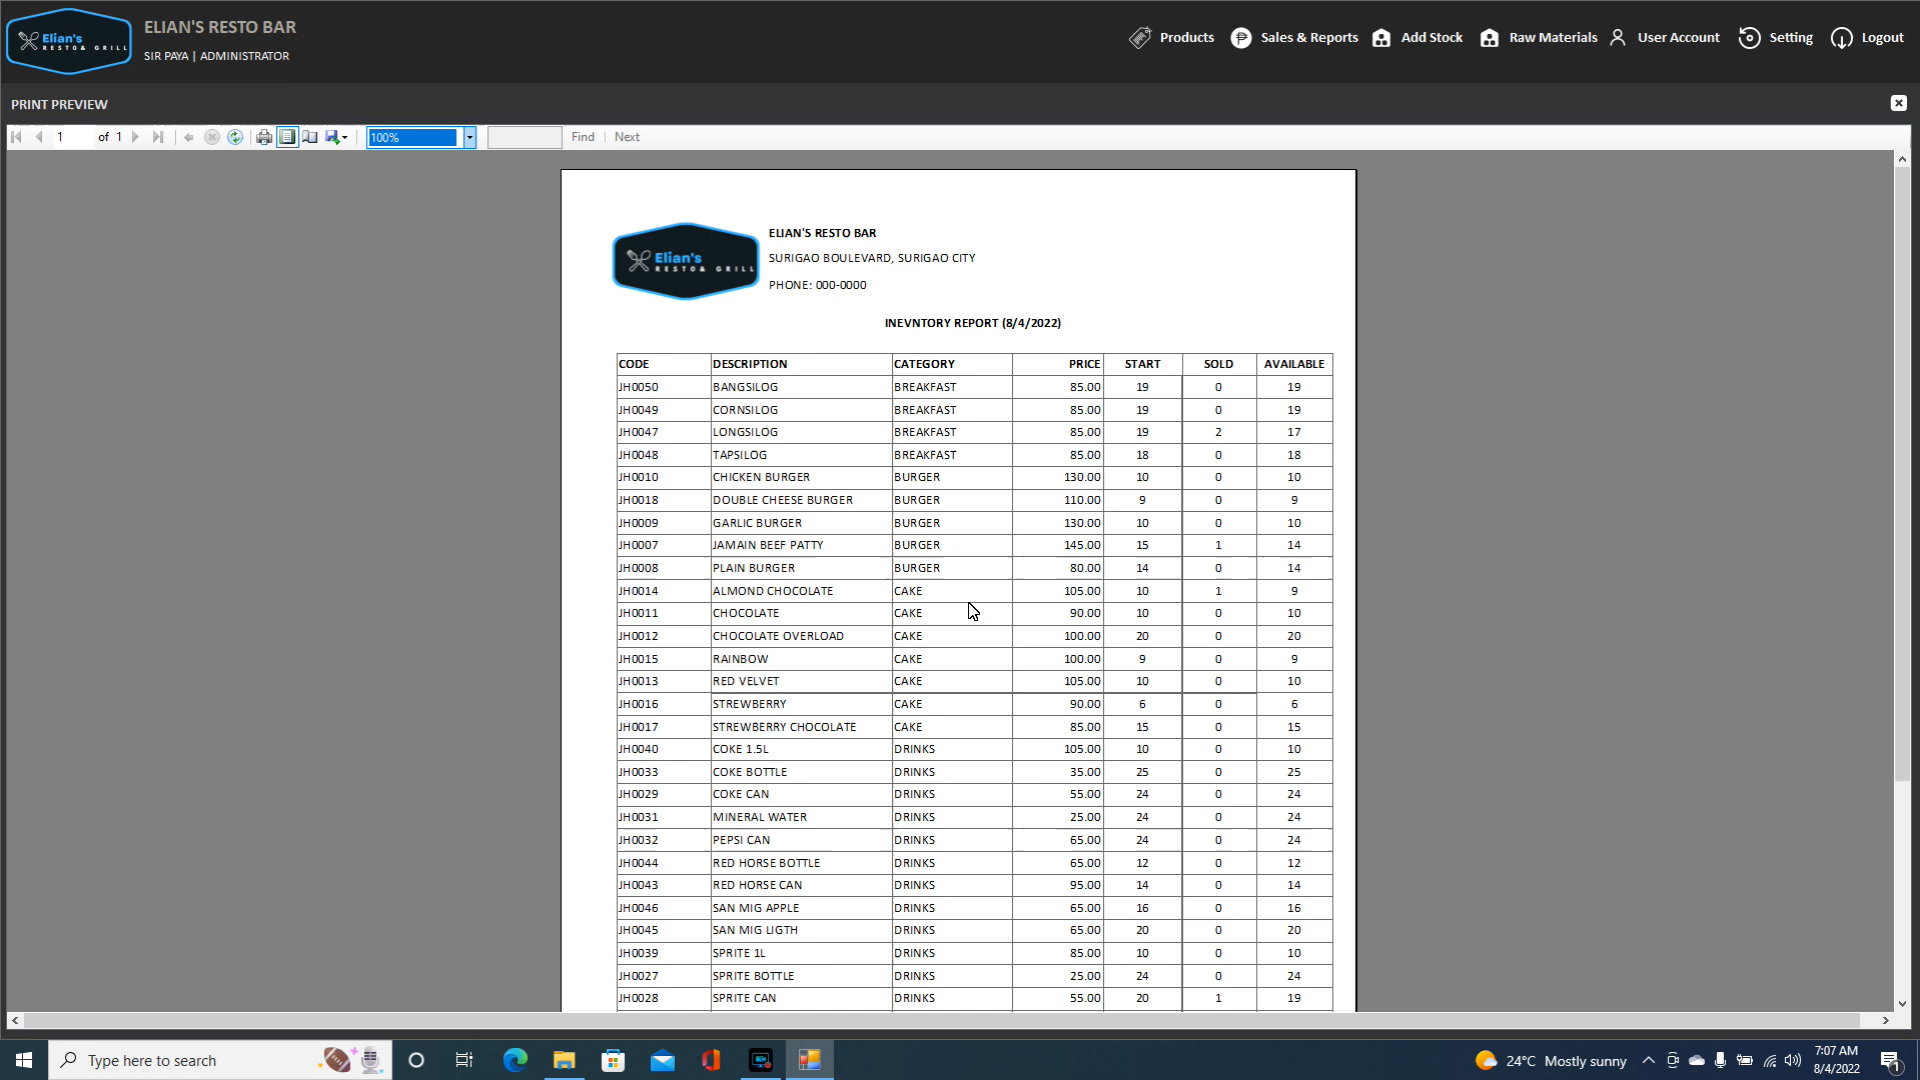 ELIAN'S RESTO BAR
SIR PAYA | ADMINISTRATOR
Elian's
RESTO & GRILL
Products Sales & Reports Add Stock Raw Materials User Account Setting Logout
PRINT PREVIEW
1 of 1 100% Find Next
Elian's
RESTO & GRILL
ELIAN'S RESTO BAR
SURIGAO BOULEVARD, SURIGAO CITY
PHONE: 000-0000
INEVNTORY REPORT (8/4/2022)
CODE DESCRIPTION CATEGORY PRICE START SOLD AVAILABLE
JH0050 BANGSILOG BREAKFAST 85.00 19 0 19
JH0049 CORNSILOG BREAKFAST 85.00 19 0 19
JH0047 LONGSILOG BREAKFAST 85.00 19 2 17
JH0048 TAPSILOG BREAKFAST 85.00 18 0 18
JH0010 CHICKEN BURGER BURGER 130.00 10 0 10
JH0018 DOUBLE CHEESE BURGER BURGER 110.00 9 0 9
JH0009 GARLIC BURGER BURGER 130.00 10 0 10
JH0007 JAMAIN BEEF PATTY BURGER 145.00 15 1 14
JH0008 PLAIN BURGER BURGER 80.00 14 0 14
JH0014 ALMOND CHOCOLATE CAKE 105.00 10 1 9
JH0011 CHOCOLATE CAKE 90.00 10 0 10
JH0012 CHOCOLATE OVERLOAD CAKE 100.00 20 0 20
JH0015 RAINBOW CAKE 100.00 9 0 9
JH0013 RED VELVET CAKE 105.00 10 0 10
JH0016 STREWBERRY CAKE 90.00 6 0 6
JH0017 STREWBERRY CHOCOLATE CAKE 85.00 15 0 15
JH0040 COKE 1.5L DRINKS 105.00 10 0 10
JH0033 COKE BOTTLE DRINKS 35.00 25 0 25
JH0029 COKE CAN DRINKS 55.00 24 0 24
JH0031 MINERAL WATER DRINKS 25.00 24 0 24
JH0032 PEPSI CAN DRINKS 65.00 24 0 24
JH0044 RED HORSE BOTTLE DRINKS 65.00 12 0 12
JH0043 RED HORSE CAN DRINKS 95.00 14 0 14
JH0046 SAN MIG APPLE DRINKS 65.00 16 0 16
JH0045 SAN MIG LIGTH DRINKS 65.00 20 0 20
JH0039 SPRITE 1L DRINKS 85.00 10 0 10
JH0027 SPRITE BOTTLE DRINKS 25.00 24 0 24
JH0028 SPRITE CAN DRINKS 55.00 20 1 19
Type here to search
24°C Mostly sunny
7:07 AM
8/4/2022
1